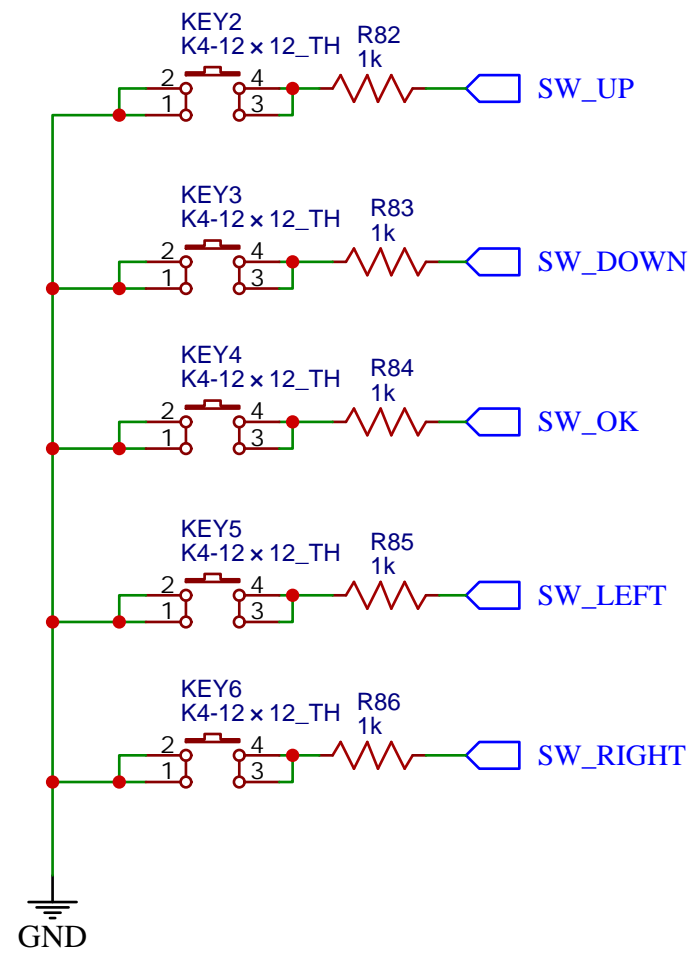 KEY2
K4-12×12_TH
R82
1k
2
4
1
3
SW_UP
KEY3
K4-12×12_TH
R83
1k
2
4
1
3
SW_DOWN
KEY4
K4-12×12_TH
R84
1k
2
4
1
3
SW_OK
KEY5
K4-12×12_TH
R85
1k
2
4
1
3
SW_LEFT
KEY6
K4-12×12_TH
R86
1k
2
4
1
3
SW_RIGHT
GND